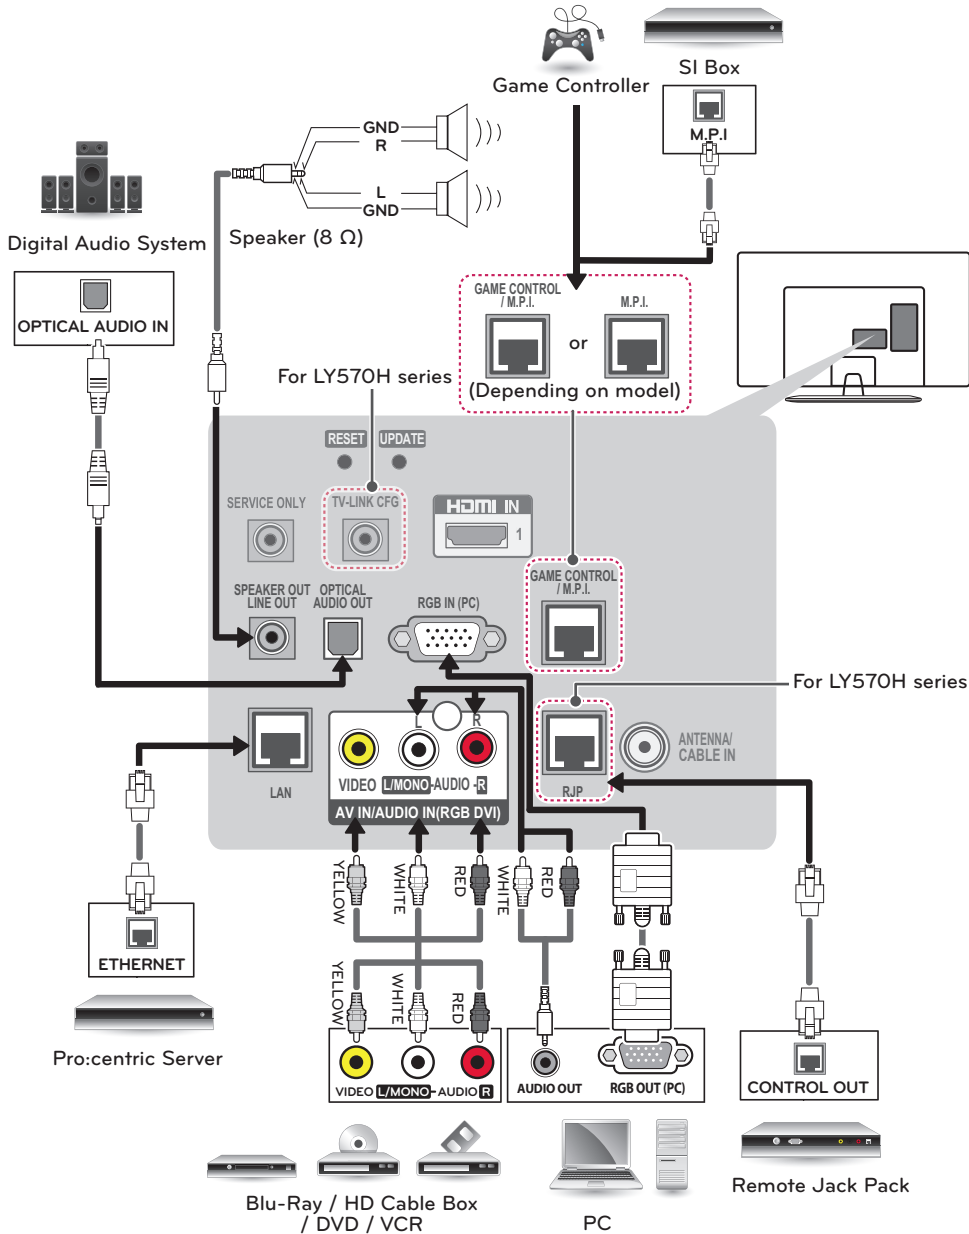 Game Controller
SI Box
M.P.I
GND
R
L
GND
Speaker (8 Ω)
Digital Audio System
OPTICAL AUDIO IN
GAME CONTROL
/ M.P.I.
M.P.I.
or
(Depending on model)
For LY570H series
RESET
UPDATE
SERVICE ONLY
TV-LINK CFG
HDMI IN
1
SPEAKER OUT
LINE OUT
OPTICAL
AUDIO OUT
RGB IN (PC)
GAME CONTROL
/ M.P.I.
For LY570H series
LAN
L
R
VIDEO L/MONO-AUDIO -R
AV IN/AUDIO IN(RGB DVI)
RJP
ANTENNA/
CABLE IN
YELLOW
WHITE
RED
WHITE
RED
ETHERNET
Pro:centric Server
YELLOW
WHITE
RED
VIDEO L/MONO-AUDIO R
AUDIO OUT
RGB OUT (PC)
CONTROL OUT
Blu-Ray / HD Cable Box
/ DVD / VCR
PC
Remote Jack Pack